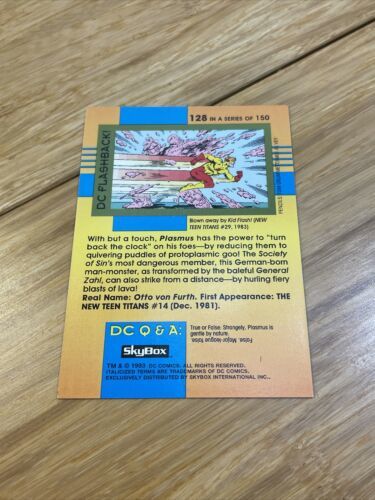 128 IN A SERIES OF 150
DC FLASHBACK!
Blown away by Kid Flash! (NEW
TEEN TITANS #29, 1983)
With but a touch, Plasmus has the power to "turn
back the clock" on his foes—by reducing them to
quivering puddles of protoplasmic goo! The Society
of Sin's most dangerous member, this German-born
man-monster, as transformed by the baleful General
Zahl, can also strike from a distance—by hurling fiery
blasts of lava!
Real Name: Otto von Furth. First Appearance: THE
NEW TEEN TITANS #14 (Dec. 1981).
DC Q & A:
True or False. Strangely, Plasmus is
gentle by nature.
SKYBOX
TM & © 1993 DC COMICS. ALL RIGHTS RESERVED.
ITALICIZED TERMS ARE TRADEMARKS OF DC COMICS.
EXCLUSIVELY DISTRIBUTED BY SKYBOX INTERNATIONAL INC..